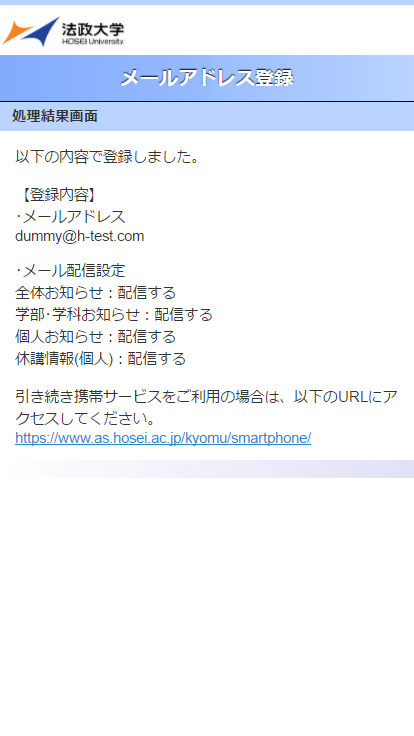 法政大学
HOSEI University
メールアドレス登録
処理結果画面
以下の内容で登録しました。
【登録内容】
･メールアドレス
dummy@h-test.com
･メール配信設定
全体お知らせ：配信する
学部･学科お知らせ：配信する
個人お知らせ：配信する
休講情報(個人)：配信する
引き続き携帯サービスをご利用の場合は、以下のURLにア
クセスしてください。
https://www.as.hosei.ac.jp/kyomu/smartphone/